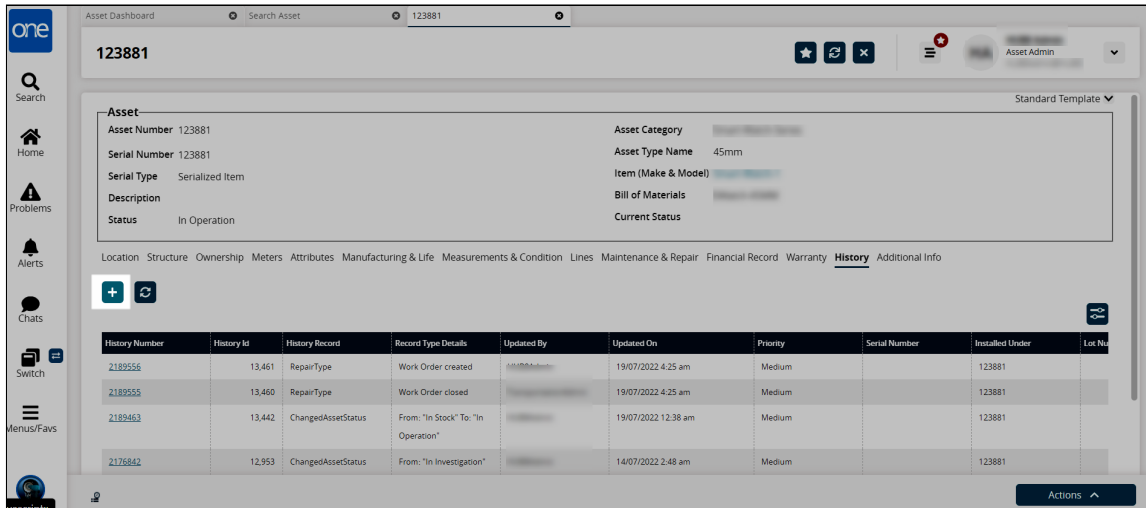 one
Asset Dashboard Search Asset 123881
123881
Asset Admin
Search
Home
Problems
Alerts
Chats
Switch
Menus/Favs
Standard Template
Asset
Asset Number 123881
Serial Number 123881
Serial Type Serialized Item
Description
Status In Operation
Asset Category
Asset Type Name 45mm
Item (Make & Model)
Bill of Materials
Current Status
Location Structure Ownership Meters Attributes Manufacturing & Life Measurements & Condition Lines Maintenance & Repair Financial Record Warranty History Additional Info
History Number History Id History Record Record Type Details Updated By Updated On Priority Serial Number Installed Under Lot Nu
2189556 13,461 RepairType Work Order created 19/07/2022 4:25 am Medium 123881
2189555 13,460 RepairType Work Order closed 19/07/2022 4:25 am Medium 123881
2189463 13,442 ChangedAssetStatus From: "In Stock" To: "In 19/07/2022 12:38 am Medium 123881
Operation"
2176842 12,953 ChangedAssetStatus From: "In Investigation" 14/07/2022 2:48 am Medium 123881
Actions